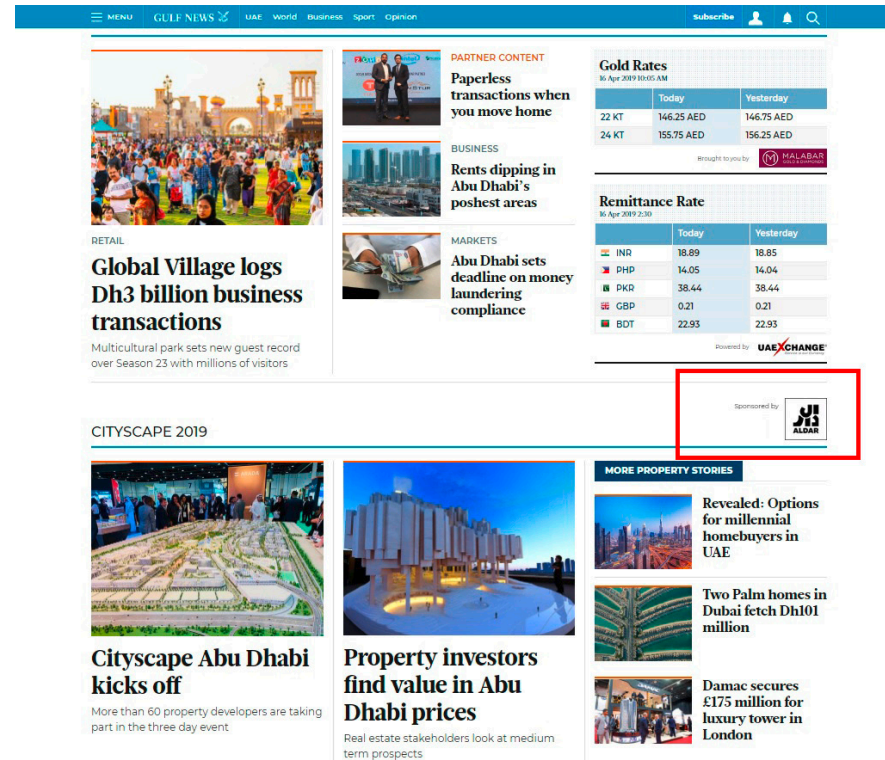 MENU
GULF NEWS
UAE World Business Sport Opinion
Subscribe
RETAIL
Global Village logs
Dh3 billion business
transactions
Multicultural park sets new guest record
over Season 23 with millions of visitors
PARTNER CONTENT
Paperless
transactions when
you move home
BUSINESS
Rents dipping in
Abu Dhabi's
poshest areas
MARKETS
Abu Dhabi sets
deadline on money
laundering
compliance
Gold Rates
16 Apr 2019 10:05 AM
Today Yesterday
22 KT 146.25 AED 146.75 AED
24 KT 155.75 AED 156.25 AED
Brought to you by MALABAR
GOLD & DIAMONDS
Remittance Rate
16 Apr 2019 2:30
Today Yesterday
INR 18.89 18.85
PHP 14.05 14.04
PKR 38.44 38.44
GBP 0.21 0.21
BDT 22.93 22.93
Powered by UAEXCHANGE
CITYSCAPE 2019
Sponsored by
ALDAR
Cityscape Abu Dhabi
kicks off
More than 60 property developers are taking
part in the three day event
Property investors
find value in Abu
Dhabi prices
Real estate stakeholders look at medium
term prospects
MORE PROPERTY STORIES
Revealed: Options
for millennial
homebuyers in
UAE
Two Palm homes in
Dubai fetch Dh101
million
Damac secures
£175 million for
luxury tower in
London